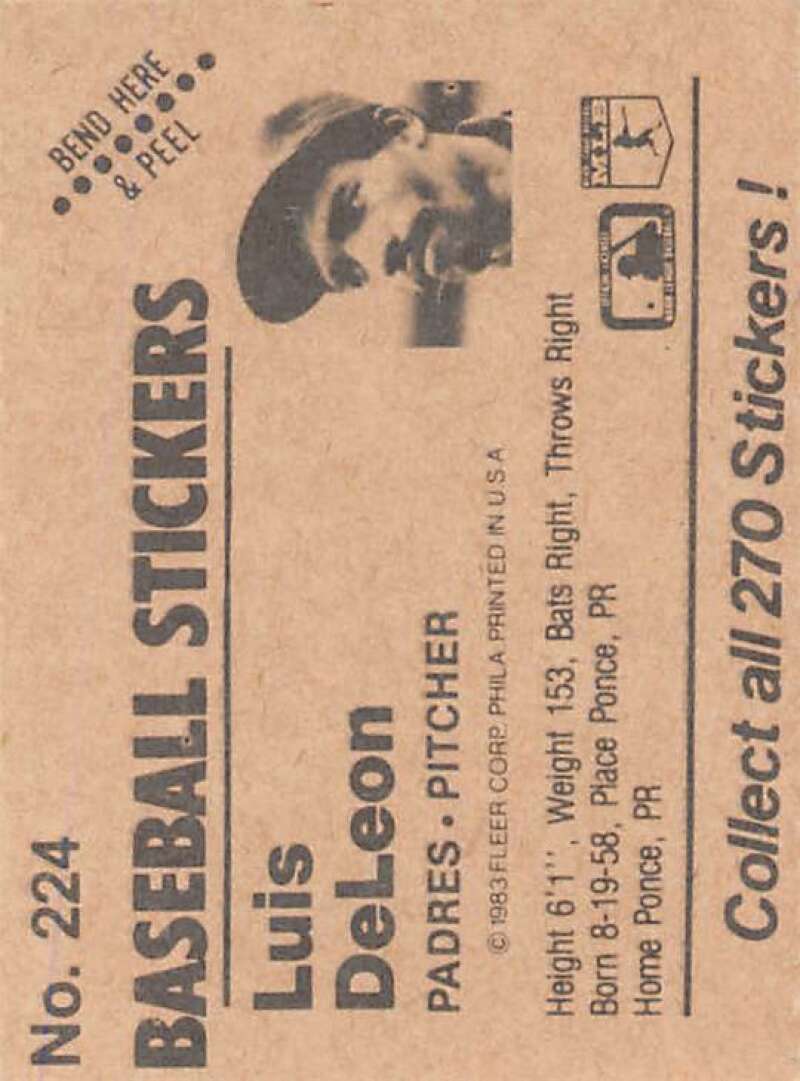 No. 224
BEND HERE
& PEEL
BASEBALL STICKERS
Luis
DeLeon
PADRES • PITCHER
© 1983 FLEER CORP. PHILA PRINTED IN U S A
Height 6'1'', Weight 153, Bats Right, Throws Right
Born 8-19-58, Place Ponce, PR
Home Ponce, PR
Collect all 270 Stickers !